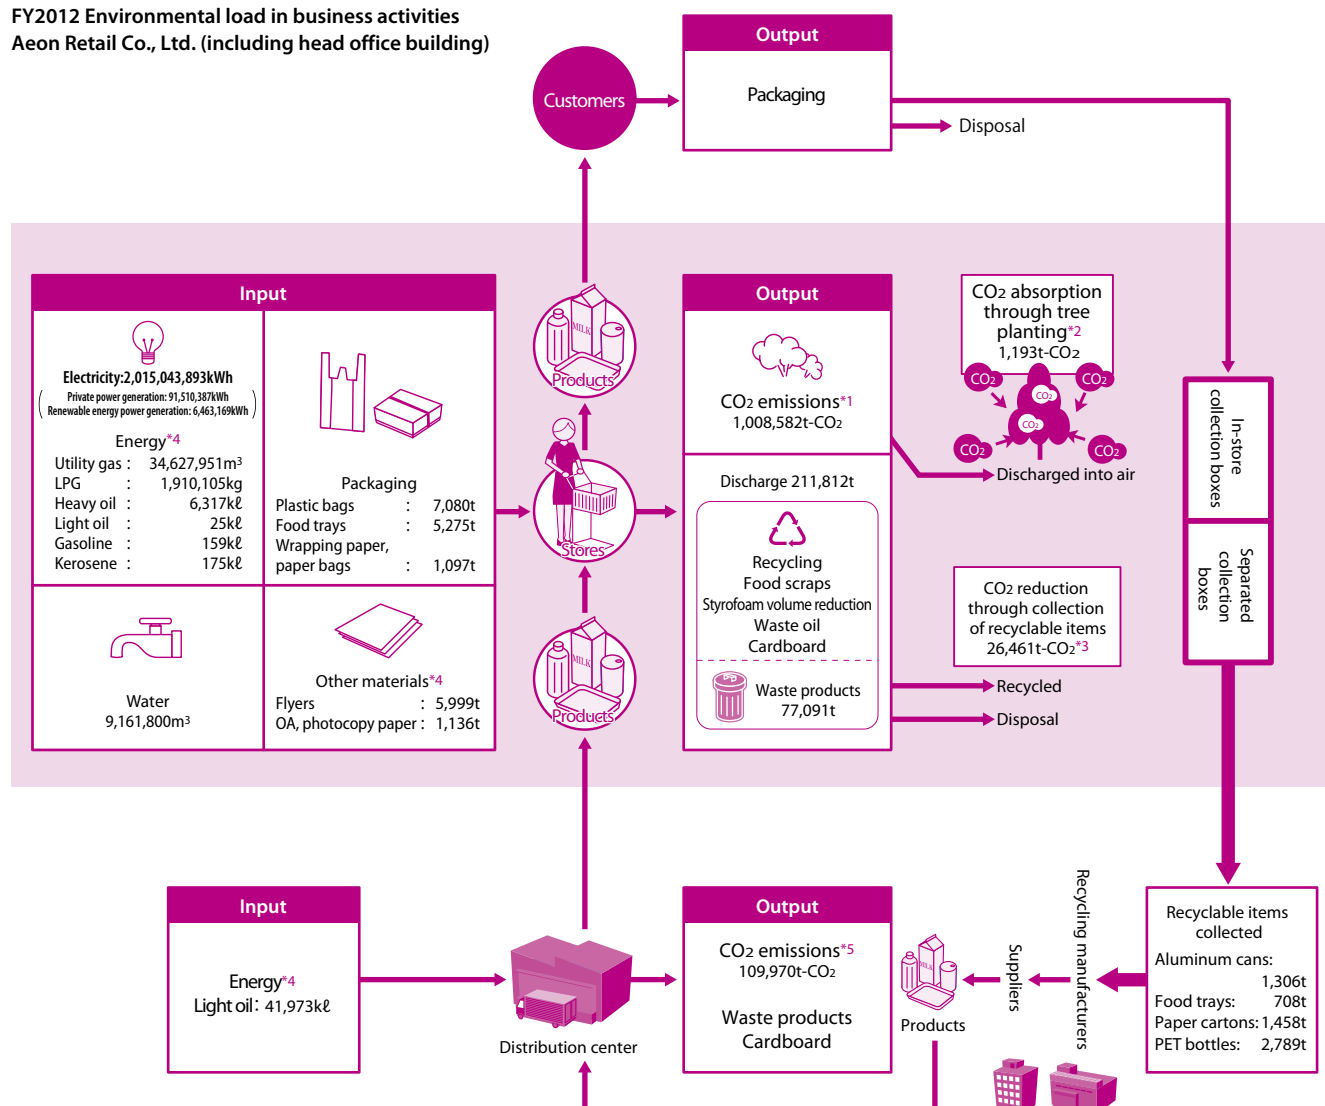 FY2012 Environmental load in business activities
Aeon Retail Co., Ltd. (including head office building)
Customers
Output
Packaging
Disposal
Input
Electricity:2,015,043,893kWh
(Private power generation: 91,510,387kWh
Renewable energy power generation: 6,463,169kWh)
Energy*4
Utility gas : 34,627,951m³
LPG : 1,910,105kg
Heavy oil : 6,317kℓ
Light oil : 25kℓ
Gasoline : 159kℓ
Kerosene : 175kℓ
Packaging
Plastic bags : 7,080t
Food trays : 5,275t
Wrapping paper,
paper bags : 1,097t
Water
9,161,800m³
Other materials*4
Flyers : 5,999t
OA, photocopy paper : 1,136t
MILK
Products
Stores
MILK
Products
Output
CO2 emissions*1
1,008,582t-CO2
Discharge 211,812t
Recycling
Food scraps
Styrofoam volume reduction
Waste oil
Cardboard
Waste products
77,091t
CO2 absorption
through tree
planting*2
1,193t-CO2
CO2
CO2
CO2
CO2
CO2
CO2
Discharged into air
CO2 reduction
through collection
of recyclable items
26,461t-CO2*3
Recycled
Disposal
In-store
collection boxes
Separated
collection
boxes
Input
Energy*4
Light oil : 41,973kℓ
Distribution center
Output
CO2 emissions*5
109,970t-CO2
Waste products
Cardboard
MILK
Products
Suppliers
Recycling manufacturers
Recyclable items
collected
Aluminum cans:
1,306t
Food trays: 708t
Paper cartons: 1,458t
PET bottles: 2,789t